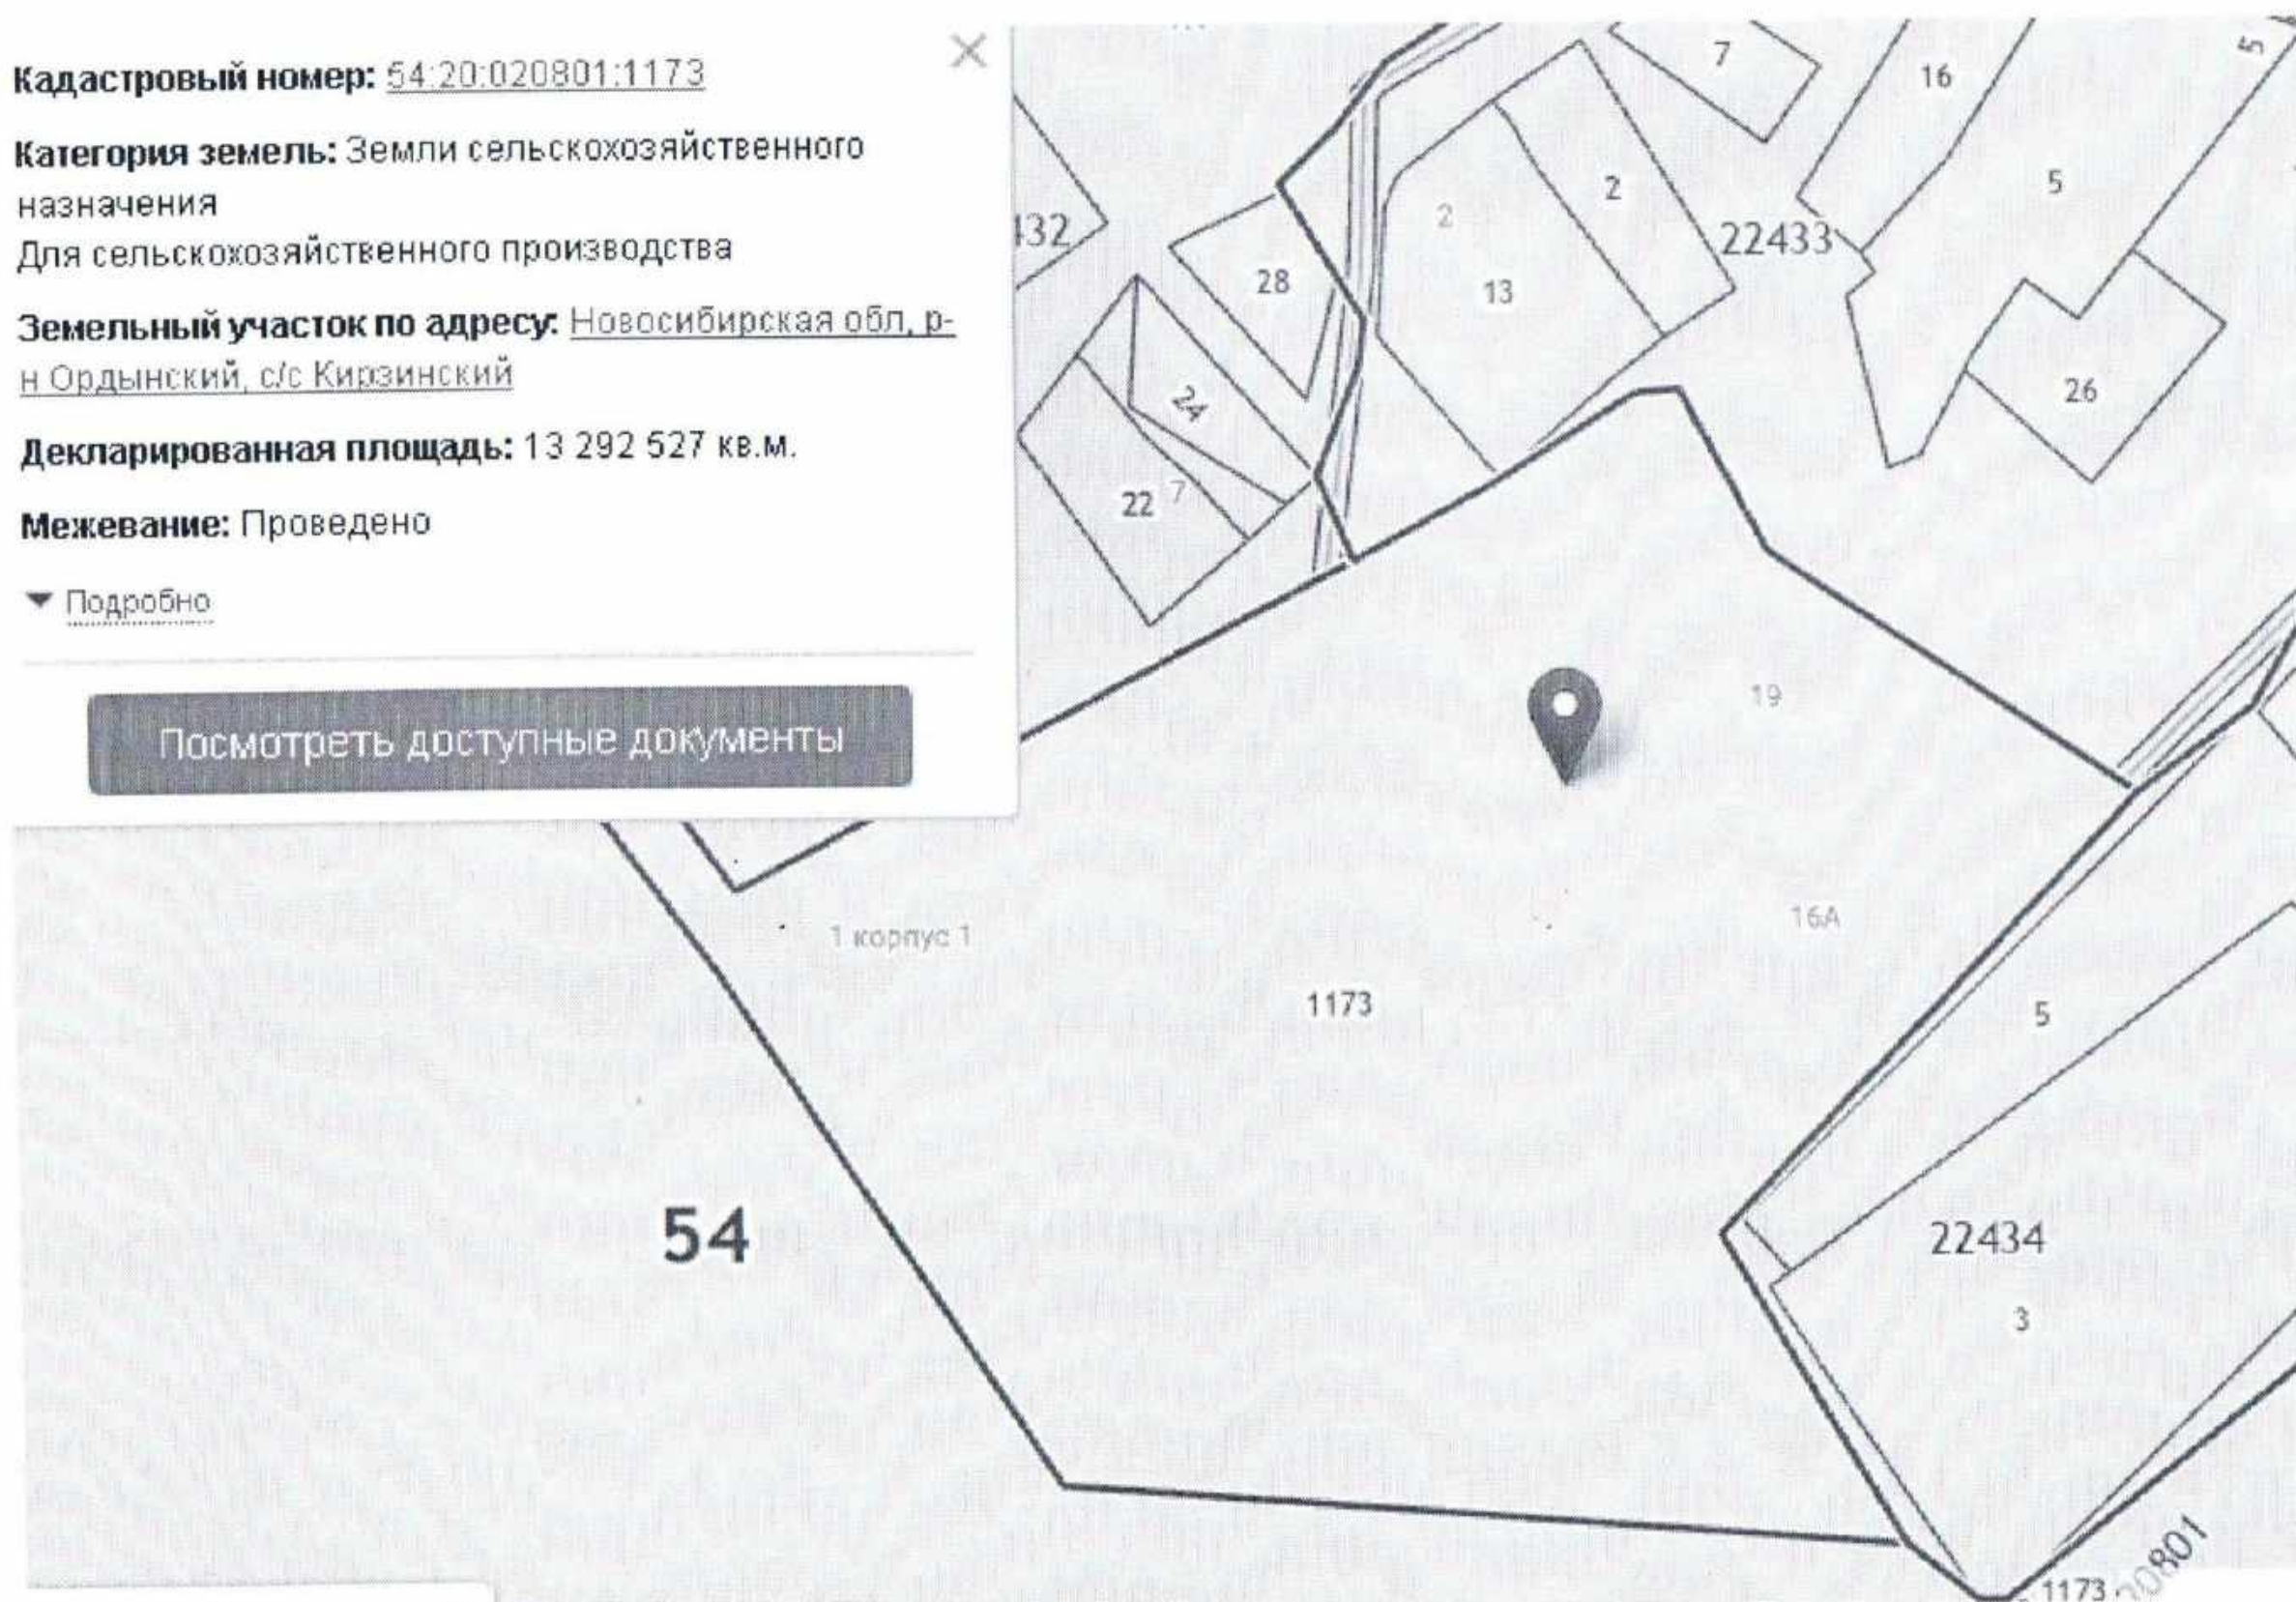 Кадастровый номер: 54:20:020801:1173
Категория земель: Земли сельскохозяйственного
назначения
Для сельскохозяйственного производства
Земельный участок по адресу: Новосибирская обл, р-
н Ордынский, с/с Кирзинский
Декларированная площадь: 13 292 527 кв.м.
Межевание: Проведено
Подробно
Посмотреть доступные документы
7
16
5
5
2
2
13
22433
28
26
24
22
7
19
1 корпус 1
16А
1173
5
54
22434
3
1173